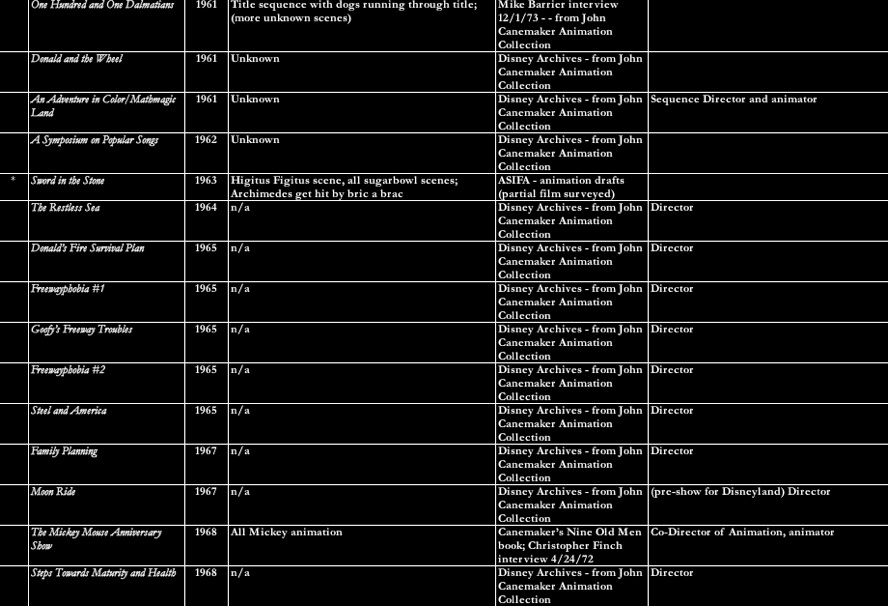 One Hundred and One Dalmatians 1961 Title sequence with dogs running through title; Mike Barrier interview
(more unknown scenes) 12/1/73 - - from John
Canemaker Animation
Collection
Donald and the Wheel 1961 Unknown Disney Archives - from John
Canemaker Animation
Collection
An Adventure in Color/Mathmagic 1961 Unknown Disney Archives - from John Sequence Director and animator
Land Canemaker Animation
Collection
A Symposium on Popular Songs 1962 Unknown Disney Archives - from John
Canemaker Animation
Collection
* Sword in the Stone 1963 Higitus Figitus scene, all sugarbowl scenes; ASIFA - animation drafts
Archimedes get hit by bric a brac (partial film surveyed)
The Restless Sea 1964 n/a Disney Archives - from John Director
Canemaker Animation
Collection
Donald's Fire Survival Plan 1965 n/a Disney Archives - from John Director
Canemaker Animation
Collection
Freewayphobia #1 1965 n/a Disney Archives - from John Director
Canemaker Animation
Collection
Goofy's Freeway Troubles 1965 n/a Disney Archives - from John Director
Canemaker Animation
Collection
Freewayphobia #2 1965 n/a Disney Archives - from John Director
Canemaker Animation
Collection
Steel and America 1965 n/a Disney Archives - from John Director
Canemaker Animation
Collection
Family Planning 1967 n/a Disney Archives - from John Director
Canemaker Animation
Collection
Moon Ride 1967 n/a Disney Archives - from John (pre-show for Disneyland) Director
Canemaker Animation
Collection
The Mickey Mouse Anniversary 1968 All Mickey animation Canemaker's Nine Old Men Co-Director of Animation, animator
Show book; Christopher Finch
interview 4/24/72
Steps Towards Maturity and Health 1968 n/a Disney Archives - from John Director
Canemaker Animation
Collection